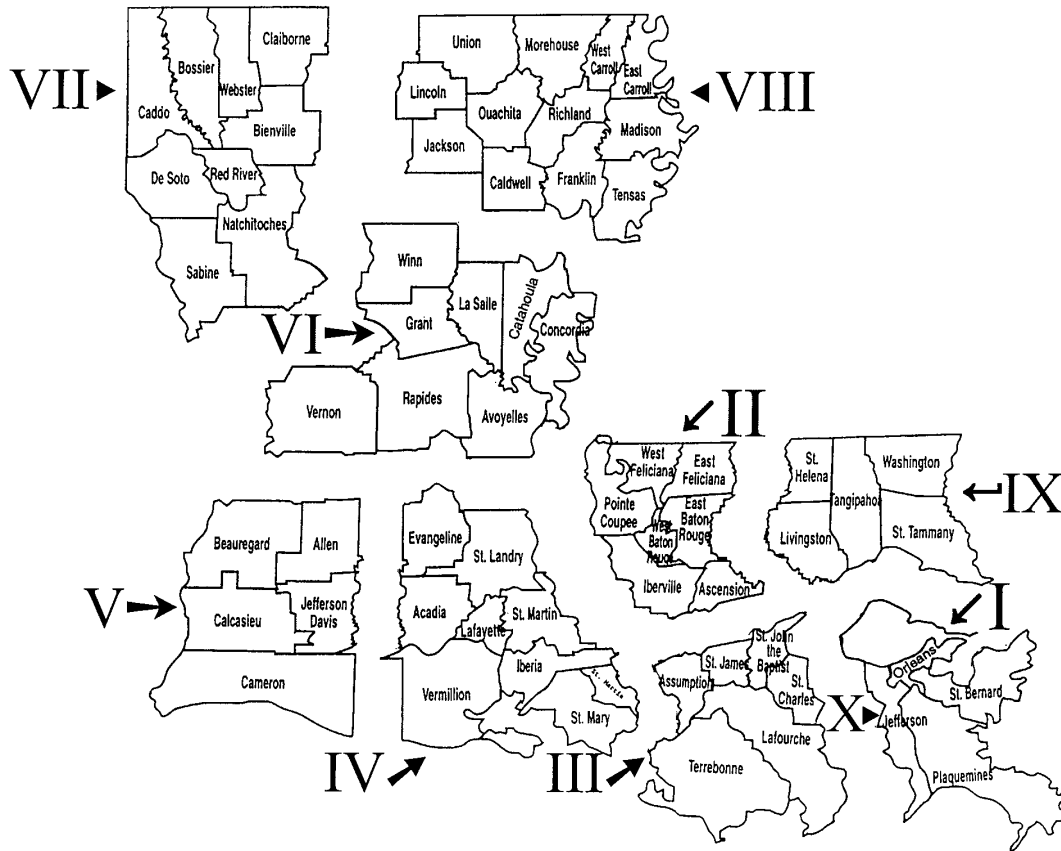 VII
Claiborne
Bossier
Webster
Caddo
Bienville
De Soto
Red River
Natchitoches
Sabine
Union
Morehouse
West
Carroll
East
Carroll
Lincoln
Ouachita
Richland
Madison
Jackson
Caldwell
Franklin
Tensas
VIII
VI
Winn
La Salle
Catahoula
Grant
Concordia
Vernon
Rapides
Avoyelles
II
West
Feliciana
East
Feliciana
Pointe
Coupee
West
Baton
Rouge
East
Baton
Rouge
Iberville
Ascension
St.
Helena
Washington
Tangipahoa
Livingston
St. Tammany
IX
V
Beauregard
Allen
Calcasieu
Jefferson
Davis
Cameron
IV
Evangeline
St. Landry
Acadia
Lafayette
St. Martin
Iberia
St. Martin
Vermillion
St. Mary
III
Assumption
St. James
St. John
the
Baptist
St.
Charles
Lafourche
Terrebonne
I
Orleans
St. Bernard
X
Jefferson
Plaquemines